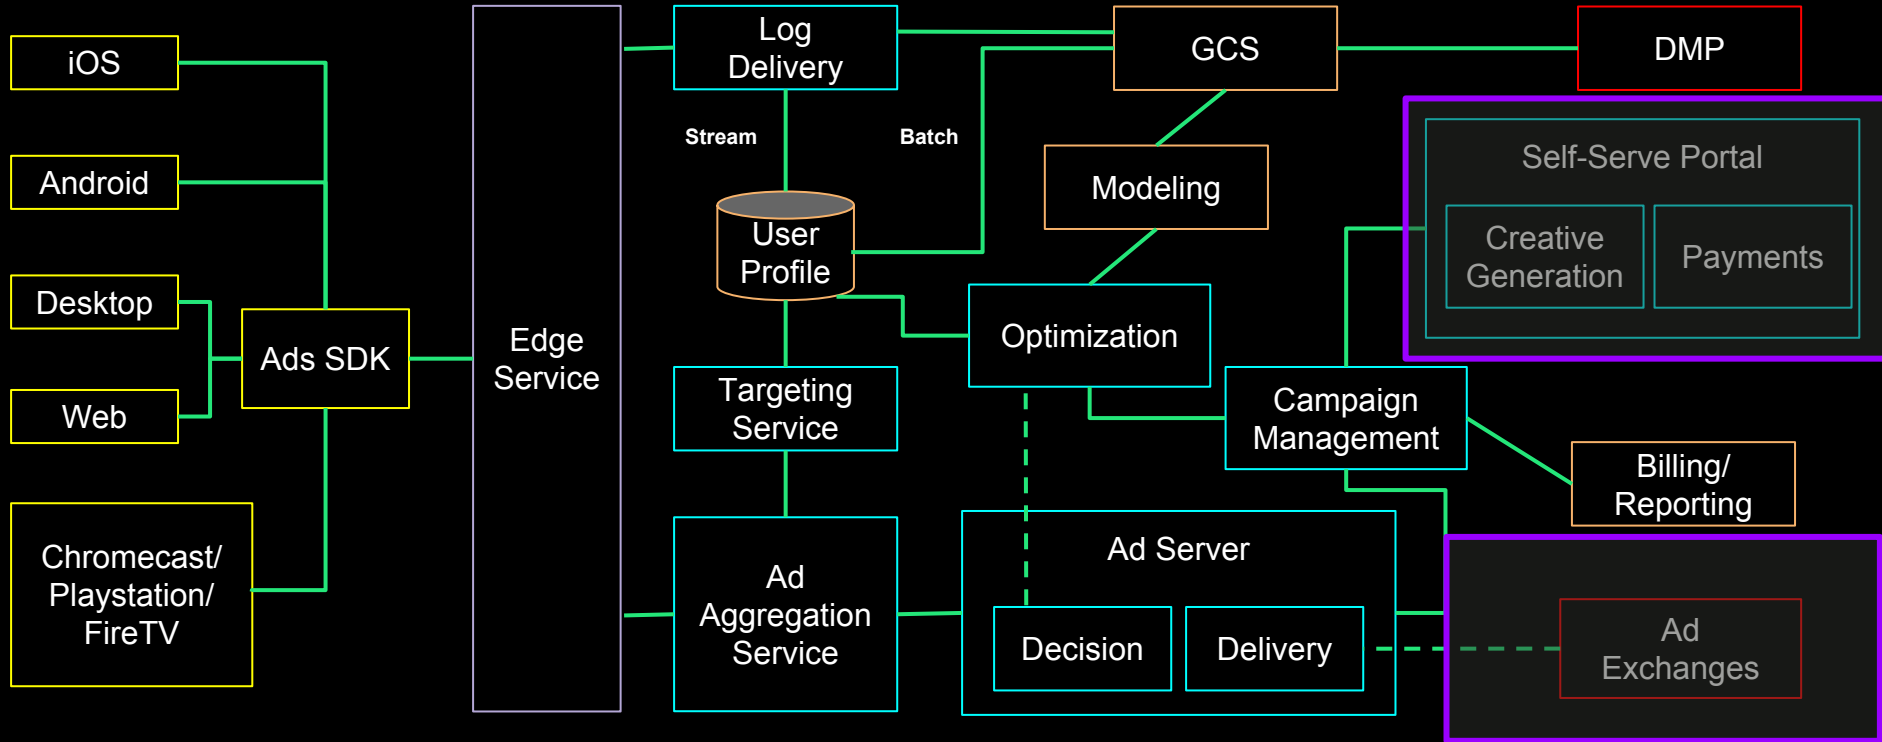 iOS
Android
Desktop
Web
Chromecast/
Playstation/
FireTV
Ads SDK
Edge
Service
Log
Delivery
Stream
Batch
User
Profile
Targeting
Service
Ad
Aggregation
Service
GCS
Modeling
Optimization
Ad Server
Decision
Delivery
DMP
Self-Serve Portal
Creative
Generation
Payments
Campaign
Management
Billing/
Reporting
Ad
Exchanges